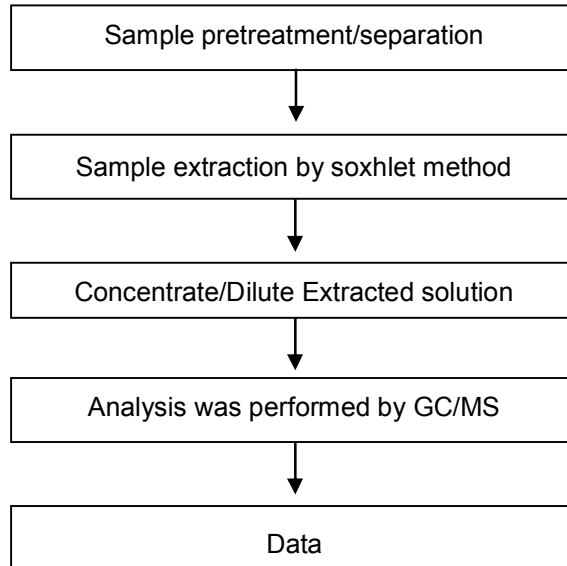 Sample pretreatment/separation
Sample extraction by soxhlet method
Concentrate/Dilute Extracted solution
Analysis was performed by GC/MS
Data